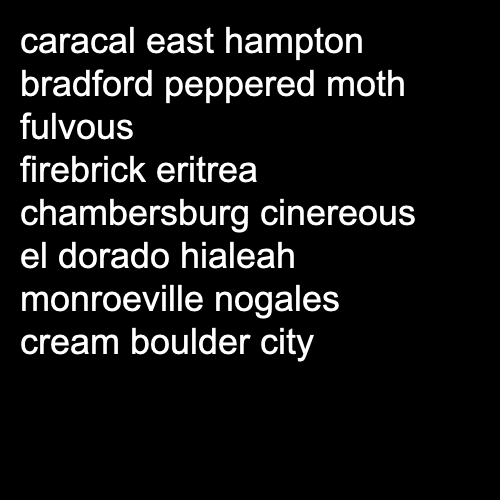 caracal east hampton
bradford peppered moth
fulvous
firebrick eritrea
chambersburg cinereous
el dorado hialeah
monroeville nogales
cream boulder city